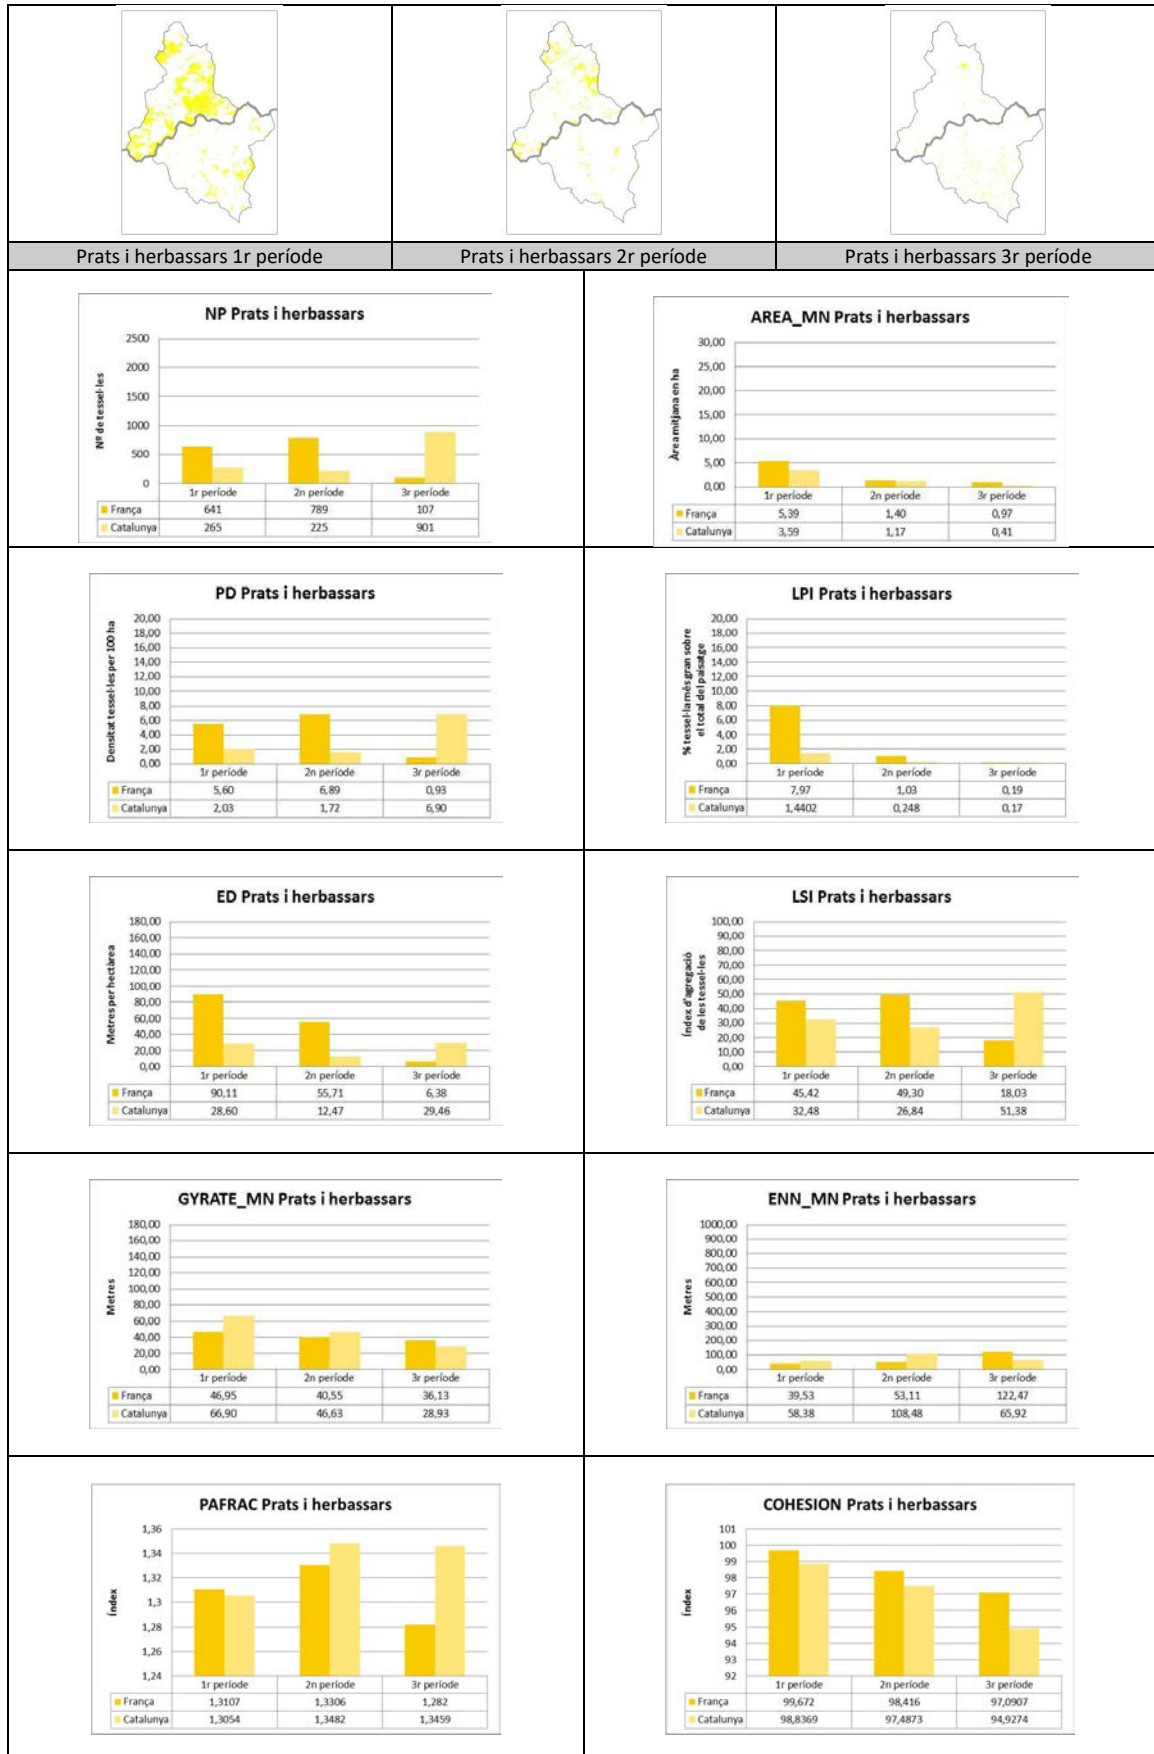 Prats i herbassars 1r període
Prats i herbassars 2r període
Prats i herbassars 3r període
NP Prats i herbassars
Nº de tessel·les
2500
2000
1500
1000
500
0
1r període 2n període 3r període
França 641 789 107
Catalunya 265 225 901
AREA_MN Prats i herbassars
Àrea mitjana en ha
30,00
25,00
20,00
15,00
10,00
5,00
0,00
1r període 2n període 3r període
França 5,39 1,40 0,97
Catalunya 3,59 1,17 0,41
PD Prats i herbassars
Densitat tessel·les per 100 ha
20,00
18,00
16,00
14,00
12,00
10,00
8,00
6,00
4,00
2,00
0,00
1r període 2n període 3r període
França 5,60 6,89 0,93
Catalunya 2,03 1,72 6,90
LPI Prats i herbassars
% tessel·la més gran sobre
el total del paisatge
20,00
18,00
16,00
14,00
12,00
10,00
8,00
6,00
4,00
2,00
0,00
1r període 2n període 3r període
França 7,97 1,03 0,19
Catalunya 1,4402 0,248 0,17
ED Prats i herbassars
Metres per hectàrea
180,00
160,00
140,00
120,00
100,00
80,00
60,00
40,00
20,00
0,00
1r període 2n període 3r període
França 90,11 55,71 6,38
Catalunya 28,60 12,47 29,46
LSI Prats i herbassars
Índex d'agregació
de les tessel·les
100,00
90,00
80,00
70,00
60,00
50,00
40,00
30,00
20,00
10,00
0,00
1r període 2n període 3r període
França 45,42 49,30 18,03
Catalunya 32,48 26,84 51,38
GYRATE_MN Prats i herbassars
Metres
180,00
160,00
140,00
120,00
100,00
80,00
60,00
40,00
20,00
0,00
1r període 2n període 3r període
França 46,95 40,55 36,13
Catalunya 66,90 46,63 28,93
ENN_MN Prats i herbassars
Metres
1000,00
900,00
800,00
700,00
600,00
500,00
400,00
300,00
200,00
100,00
0,00
1r període 2n període 3r període
França 39,53 53,11 122,47
Catalunya 58,38 108,48 65,92
PAFRAC Prats i herbassars
Índex
1,36
1,34
1,32
1,3
1,28
1,26
1,24
1r període 2n període 3r període
França 1,3107 1,3306 1,282
Catalunya 1,3054 1,3482 1,3459
COHESION Prats i herbassars
Índex
101
100
99
98
97
96
95
94
93
92
1r període 2n període 3r període
França 99,672 98,416 97,0907
Catalunya 98,8369 97,4873 94,9274